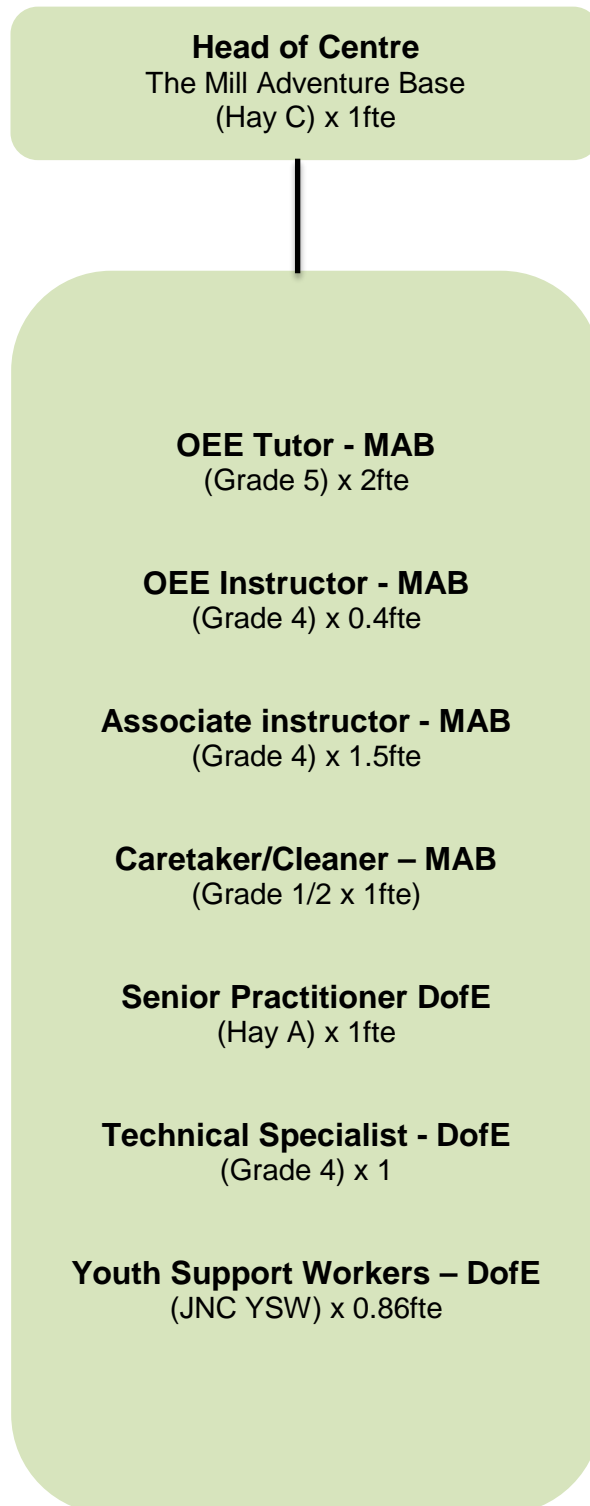 Head of Centre
The Mill Adventure Base
(Hay C) x 1fte
OEE Tutor - MAB
(Grade 5) x 2fte
OEE Instructor - MAB
(Grade 4) x 0.4fte
Associate instructor - MAB
(Grade 4) x 1.5fte
Caretaker/Cleaner – MAB
(Grade 1/2 x 1fte)
Senior Practitioner DofE
(Hay A) x 1fte
Technical Specialist - DofE
(Grade 4) x 1
Youth Support Workers – DofE
(JNC YSW) x 0.86fte